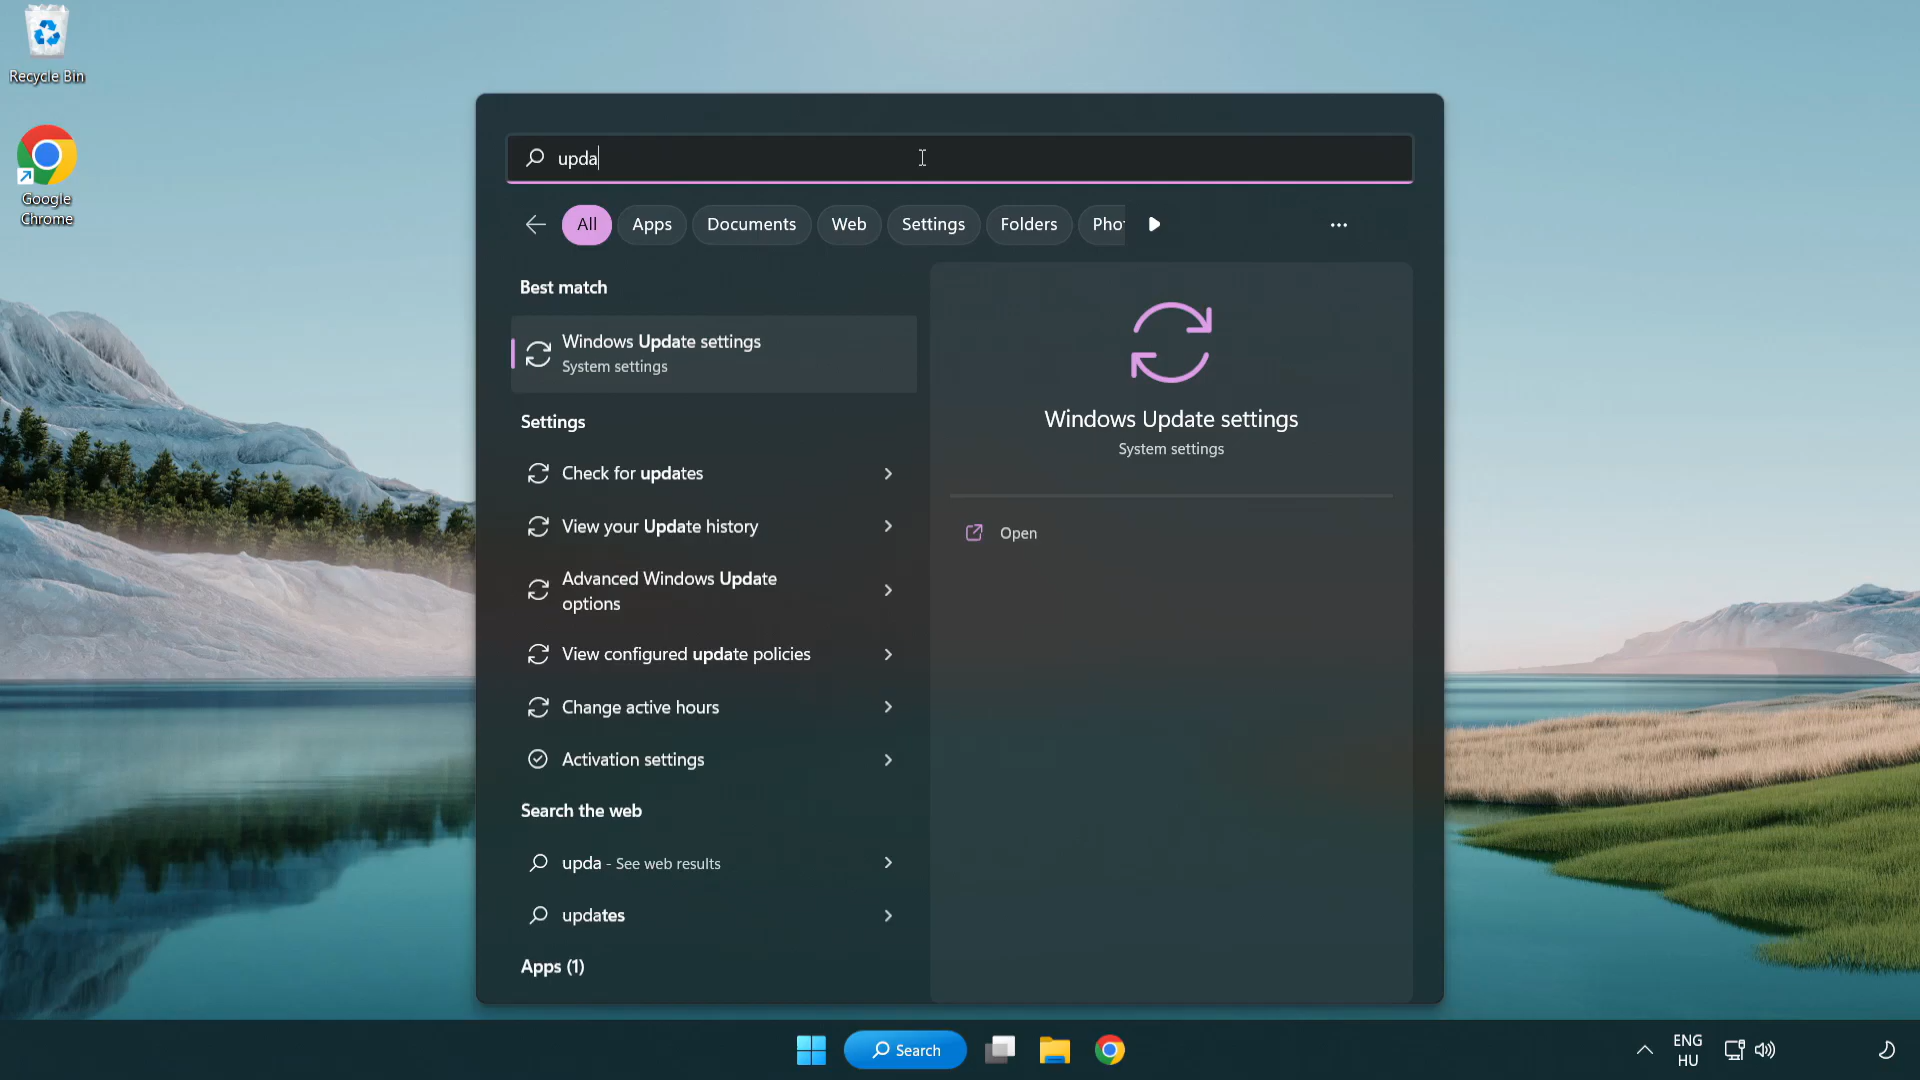 Recycle Bin
Google
Chrome
upda
All
Apps
Documents
Web
Settings
Folders
Pho
Best match
Windows Update settings
System settings
Settings
Check for updates
View your Update history
Advanced Windows Update
options
View configured update policies
Change active hours
Activation settings
Search the web
upda - See web results
updates
Apps (1)
Windows Update settings
System settings
Open
Search
ENG
HU